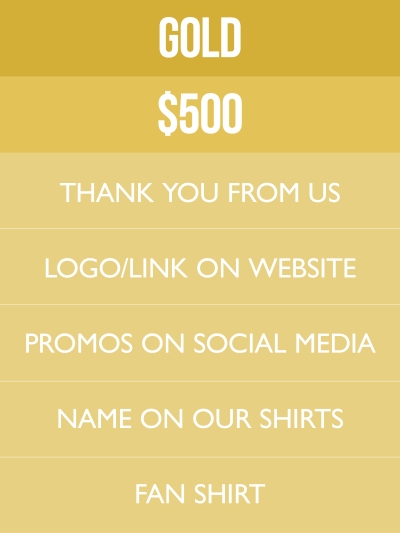 GOLD
$500
THANK YOU FROM US
LOGO/LINK ON WEBSITE
PROMOS ON SOCIAL MEDIA
NAME ON OUR SHIRTS
FAN SHIRT